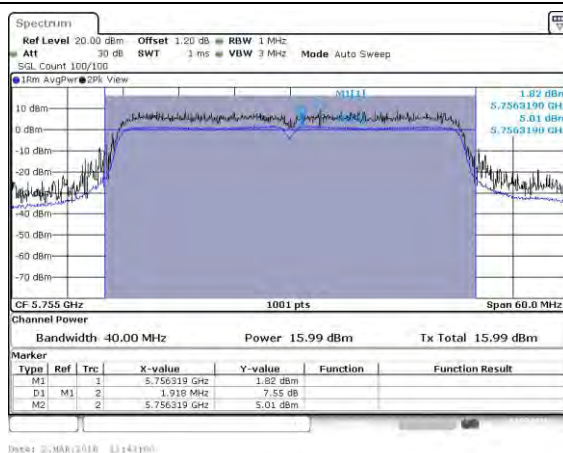 Spectrum
Ref Level 20.00 dBm Offset 1.20 dB RBW 1 MHz
Att 30 dB SWT 1 ms VBW 3 MHz Mode Auto Sweep
SGL Count 100/100
1Rm AvgPwr 2Pk View
M1[1] 1.82 dBm
5.7563190 GHz
10 dBm
5.01 dBm
0 dBm
5.7563190 GHz
-10 dBm
-20 dBm
-30 dBm
-40 dBm
-50 dBm
-60 dBm
-70 dBm
CF 5.755 GHz 1001 pts Span 60.0 MHz
Channel Power
Bandwidth 40.00 MHz Power 15.99 dBm Tx Total 15.99 dBm
Marker
Type Ref Trc X-value Y-value Function Function Result
M1 1 5.756319 GHz 1.82 dBm
D1 M1 2 1.918 MHz 7.55 dB
M2 2 5.756319 GHz 5.01 dBm
Date: 2.MAR.2018